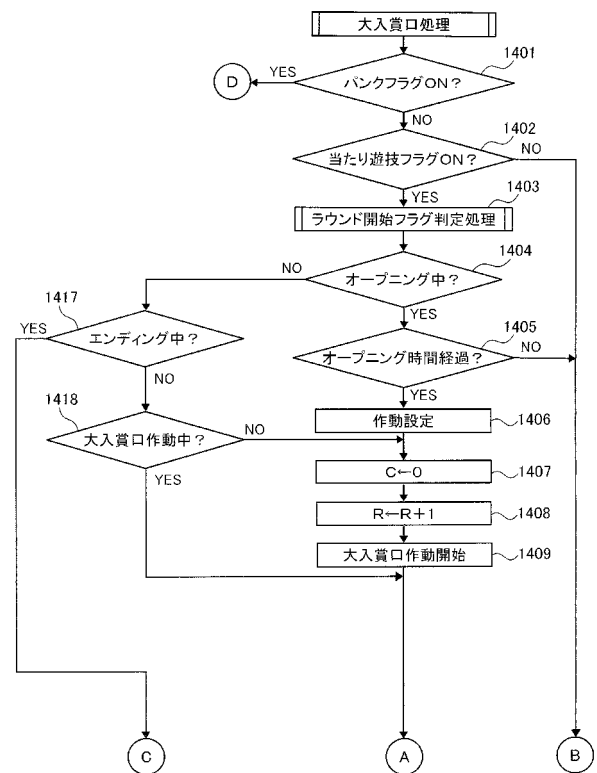 大入賞口処理
1401
パンクフラグON?
YES
D
NO
1402
当たり遊技フラグON?
NO
YES
1403
ラウンド開始フラグ判定処理
1404
オープニング中?
NO
YES
1417
エンディング中?
YES
NO
1405
オープニング時間経過?
NO
YES
1418
大入賞口作動中?
NO
YES
作動設定
1406
C←0
1407
R←R+1
1408
大入賞口作動開始
1409
C
A
B